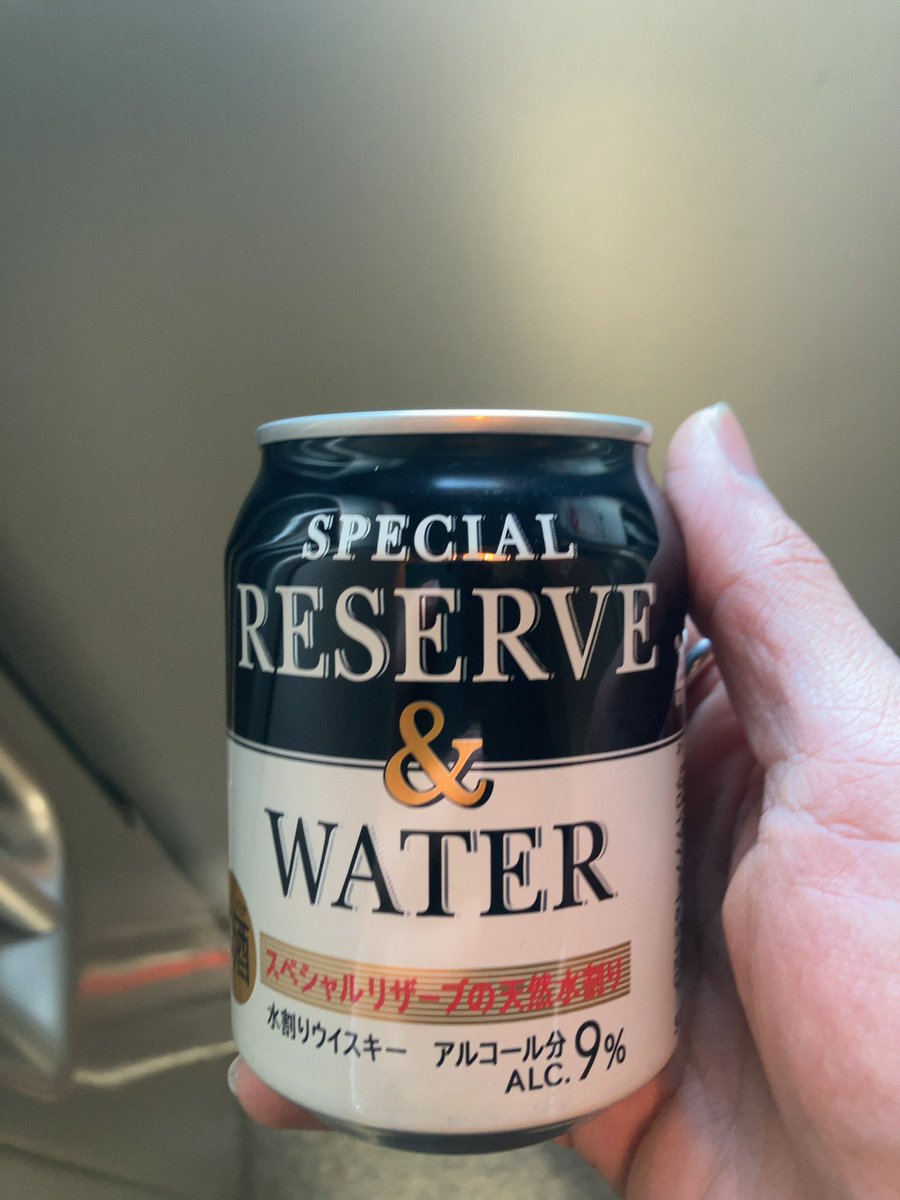 SPECIAL
RESERVE
&
WATER
酒
スペシャルリザーブの天然水割り
水割りウイスキー
アルコール分 9%
ALC.